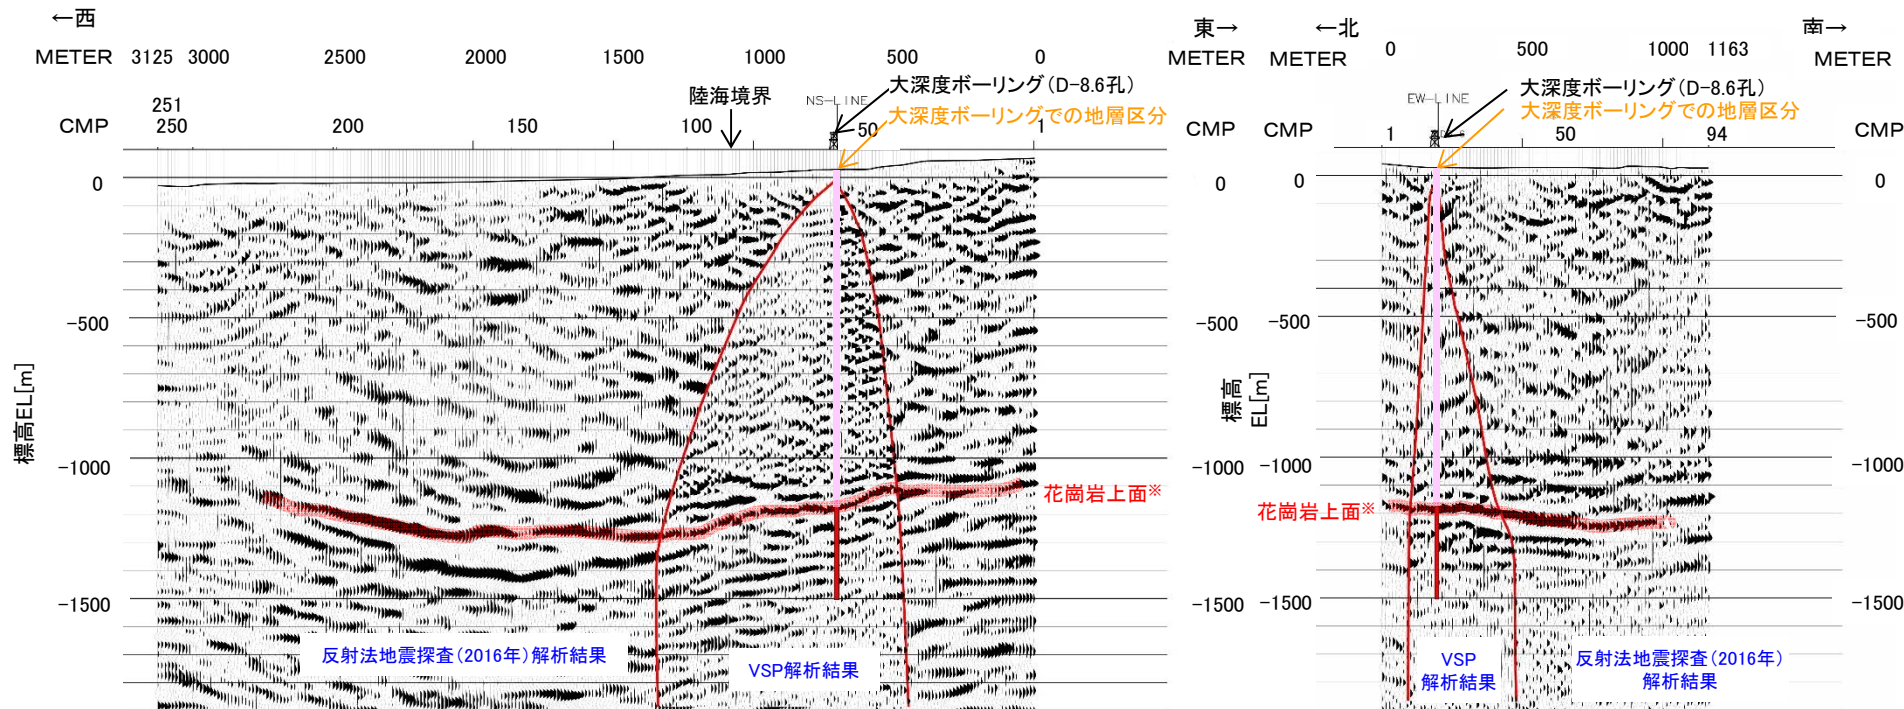 ←西
東→
METER 3125 3000 2500 2000 1500 1000 500 0 METER
陸海境界
NS-LINE
大深度ボーリング（D-8.6孔）
大深度ボーリングでの地層区分
251
CMP 250 200 150 100 50 1 CMP
0
-500
-1000
-1500
標高EL[m]
0
-500
-1000
-1500
花崗岩上面※
反射法地震探査（2016年）解析結果
VSP解析結果
←北
南→
METER 0 500 1000 1163 METER
EW-LINE
大深度ボーリング（D-8.6孔）
大深度ボーリングでの地層区分
CMP 1 50 94 CMP
0
-500
-1000
-1500
標高
EL[m]
0
-500
-1000
-1500
花崗岩上面※
VSP
解析結果
反射法地震探査（2016年）
解析結果